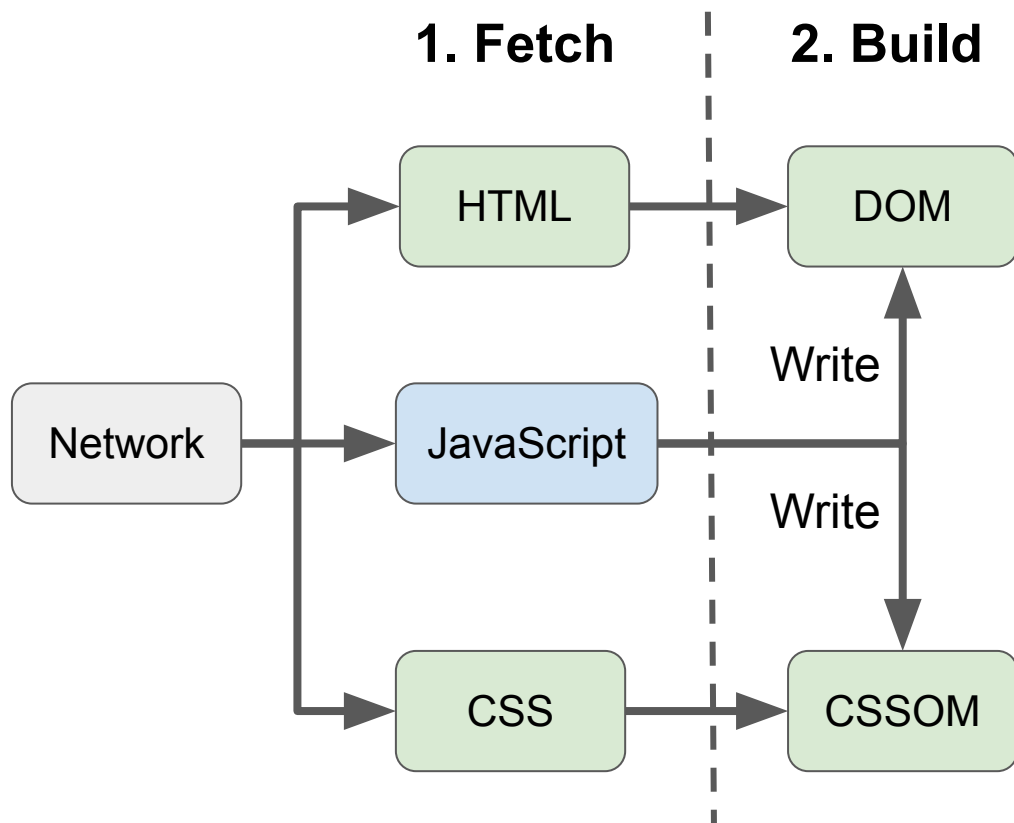 1. Fetch
2. Build
HTML
DOM
Write
Network
JavaScript
Write
CSS
CSSOM